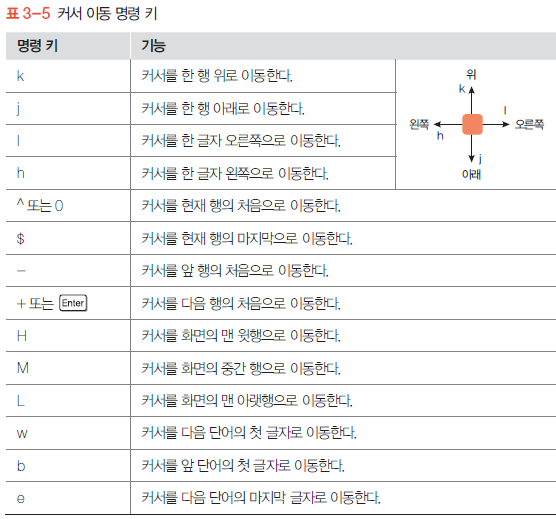 표 3-5 커서 이동 명령 키
명령 키 기능
k 커서를 한 행 위로 이동한다.
j 커서를 한 행 아래로 이동한다.
l 커서를 한 글자 오른쪽으로 이동한다.
h 커서를 한 글자 왼쪽으로 이동한다.
위
k
l
왼쪽 오른쪽
h
j
아래
^ 또는 0 커서를 현재 행의 처음으로 이동한다.
$ 커서를 현재 행의 마지막으로 이동한다.
- 커서를 앞 행의 처음으로 이동한다.
+ 또는 Enter 커서를 다음 행의 처음으로 이동한다.
H 커서를 화면의 맨 윗행으로 이동한다.
M 커서를 화면의 중간 행으로 이동한다.
L 커서를 화면의 맨 아랫행으로 이동한다.
w 커서를 다음 단어의 첫 글자로 이동한다.
b 커서를 앞 단어의 첫 글자로 이동한다.
e 커서를 다음 단어의 마지막 글자로 이동한다.